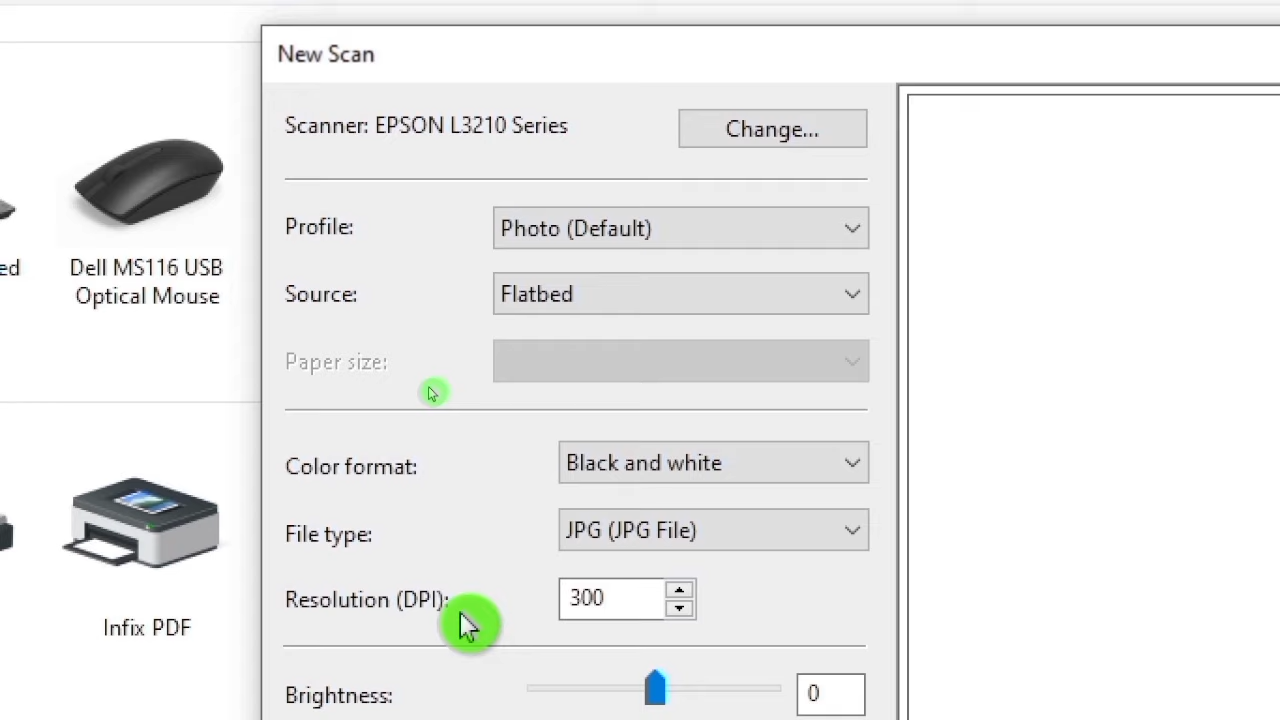 New Scan
Scanner: EPSON L3210 Series
Change...
Profile:
Photo (Default)
Source:
Flatbed
Paper size:
Color format:
Black and white
File type:
JPG (JPG File)
Resolution (DPI):
300
Brightness:
0
ed
Dell MS116 USB
Optical Mouse
Infix PDF